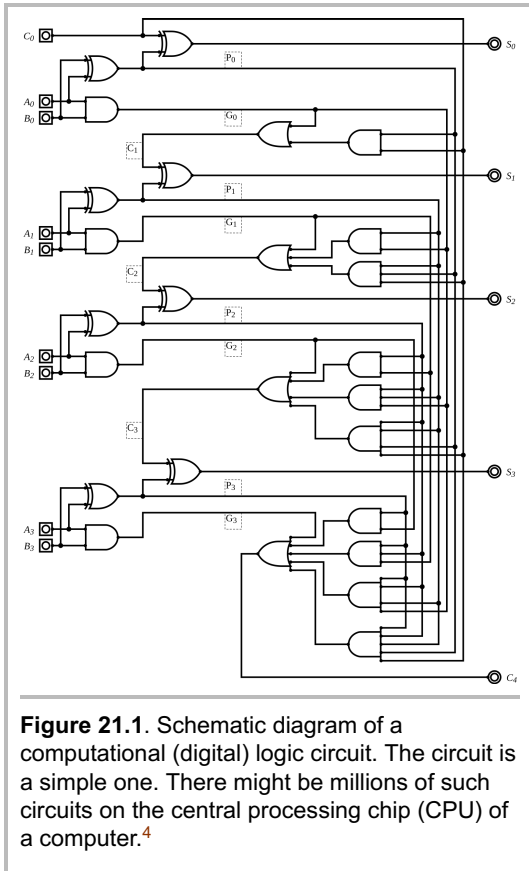 C0
S0
P0
A0
B0
G0
C1
S1
P1
A1
G1
B1
C2
S2
P2
A2
G2
B2
C3
S3
P3
A3
G3
B3
C4
Figure 21.1. Schematic diagram of a
computational (digital) logic circuit. The circuit is
a simple one. There might be millions of such
circuits on the central processing chip (CPU) of
a computer.4